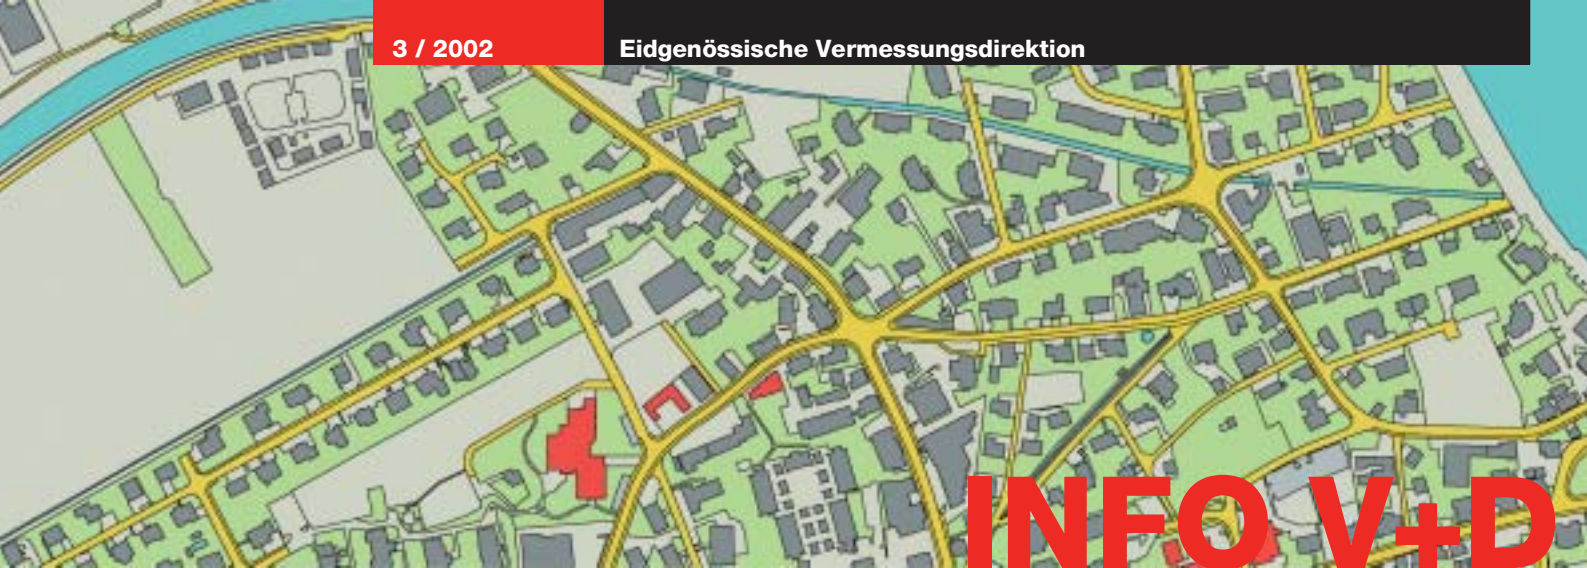 3 / 2002
Eidgenössische Vermessungsdirektion
INFO V+D